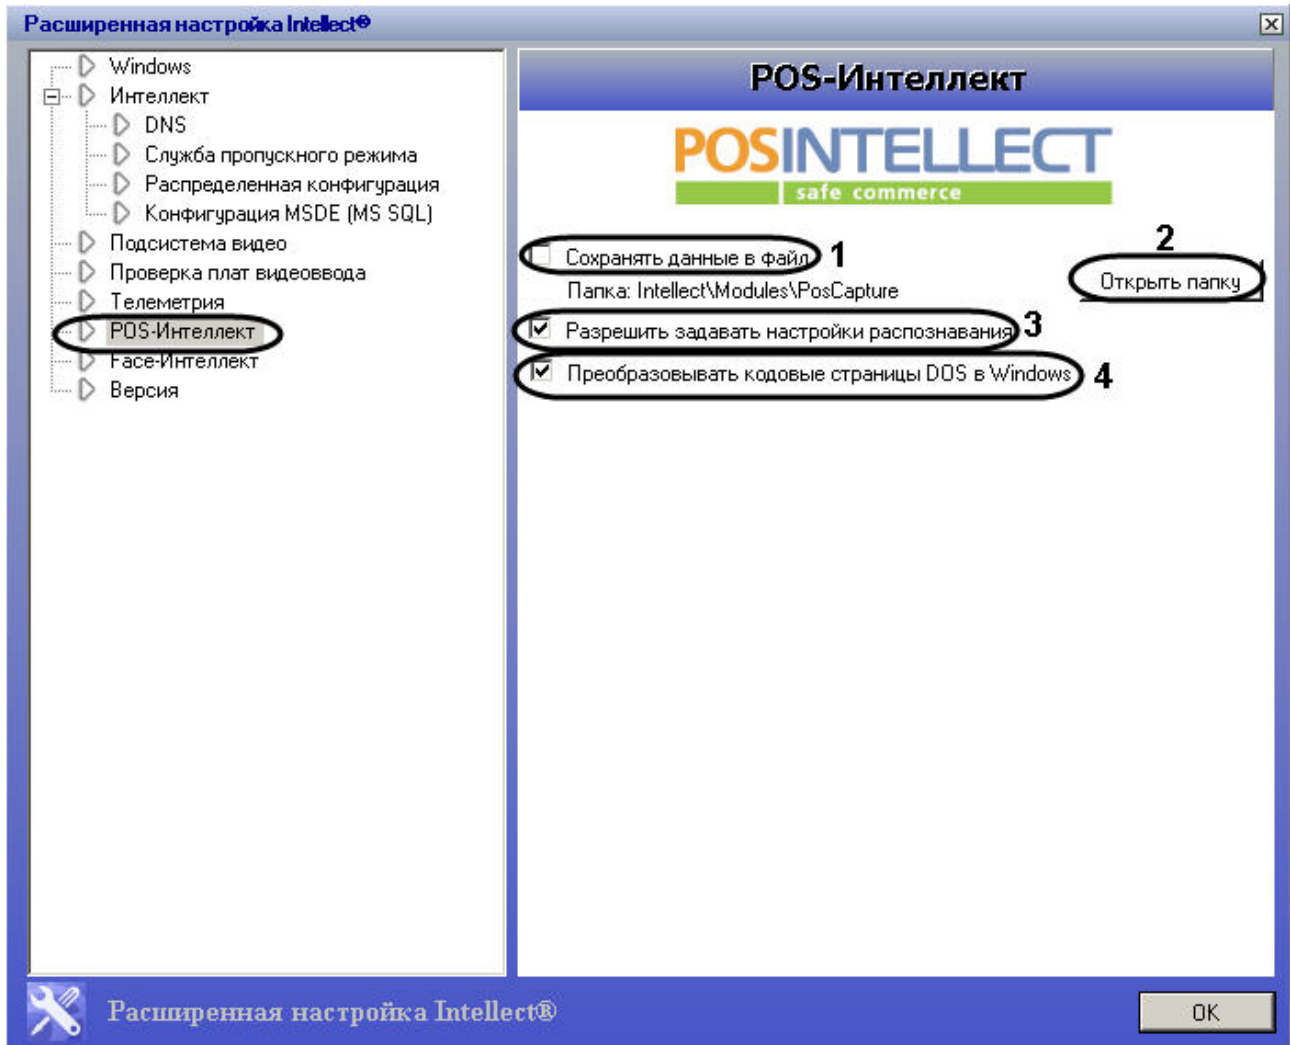 Расширенная настройка Intellect®
Windows
Интеллект
DNS
Служба пропускного режима
Распределенная конфигурация
Конфигурация MSDE (MS SQL)
Подсистема видео
Проверка плат видеоввода
Телеметрия
POS-Интеллект
Face-Интеллект
Версия
POS-Интеллект
POSINTELLECT
safe commerce
Сохранять данные в файл 1
2
Открыть папку
Папка: Intellect\Modules\PosCapture
Разрешить задавать настройки распознавания 3
Преобразовывать кодовые страницы DOS в Windows 4
Расширенная настройка Intellect®
OK